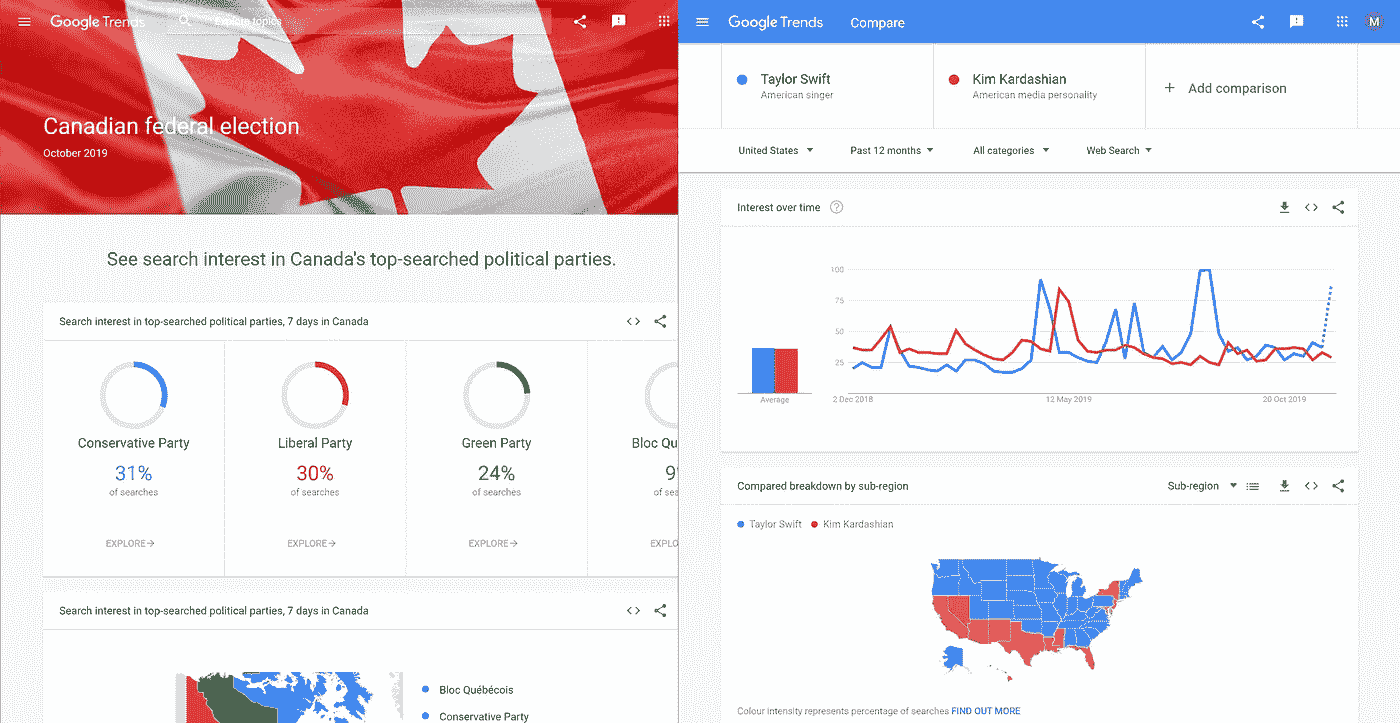 Google Trends
Explore topics
Canadian federal election
October 2019
See search interest in Canada's top-searched political parties.
Search interest in top-searched political parties, 7 days in Canada
Conservative Party
31%
of searches
EXPLORE→
Liberal Party
30%
of searches
EXPLORE→
Green Party
24%
of searches
EXPLORE→
Bloc Qu
9
of sea
EXPLO
Search interest in top-searched political parties, 7 days in Canada
Bloc Québécois
Conservative Party
Google Trends Compare
M
Taylor Swift
American singer
Kim Kardashian
American media personality
+ Add comparison
United States
Past 12 months
All categories
Web Search
Interest over time ?
100
75
50
25
Average
2 Dec 2018
12 May 2019
20 Oct 2019
Compared breakdown by sub-region
Sub-region
Taylor Swift Kim Kardashian
Colour intensity represents percentage of searches FIND OUT MORE